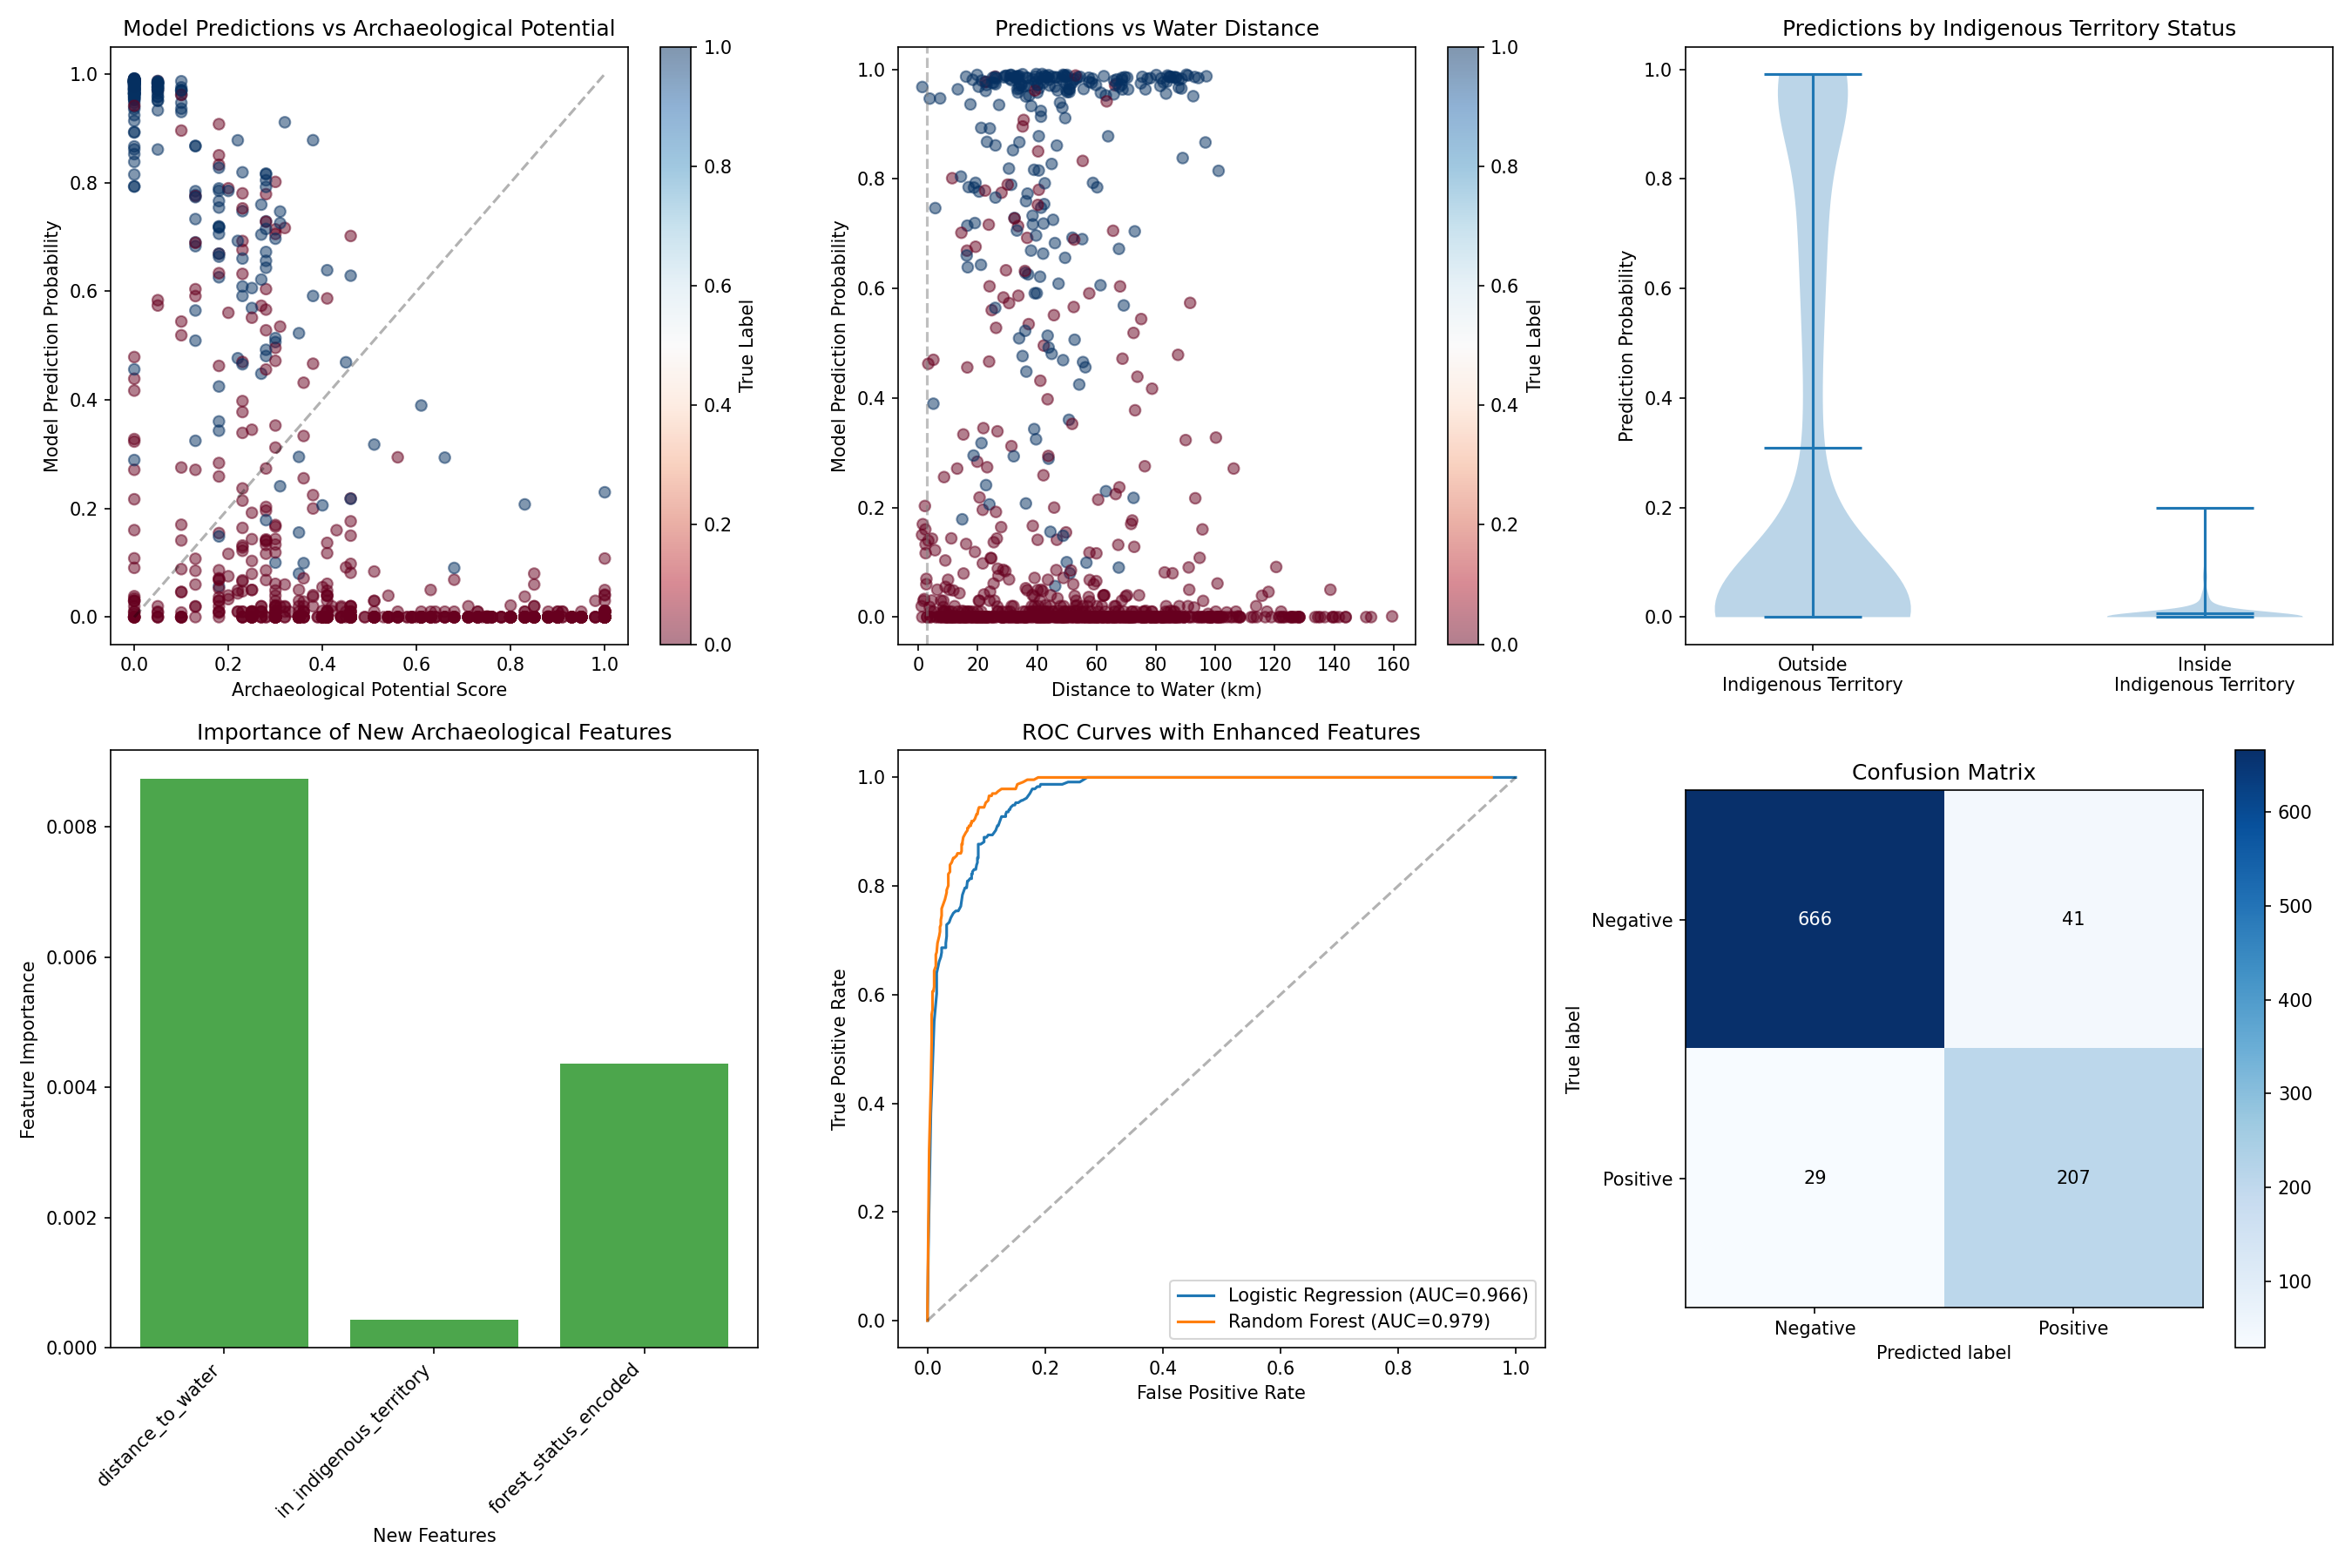 Model Predictions vs Archaeological Potential
1.0
0.8
0.6
0.4
0.2
0.0
Model Prediction Probability
0.0 0.2 0.4 0.6 0.8 1.0
Archaeological Potential Score
1.0
0.8
0.6
0.4
0.2
0.0
True Label
Predictions vs Water Distance
1.0
0.8
0.6
0.4
0.2
0.0
Model Prediction Probability
0 20 40 60 80 100 120 140 160
Distance to Water (km)
1.0
0.8
0.6
0.4
0.2
0.0
True Label
Predictions by Indigenous Territory Status
1.0
0.8
0.6
0.4
0.2
0.0
Prediction Probability
Outside
Indigenous Territory
Inside
Indigenous Territory
Importance of New Archaeological Features
0.008
0.006
0.004
0.002
0.000
Feature Importance
distance_to_water
in_indigenous_territory
forest_status_encoded
New Features
ROC Curves with Enhanced Features
1.0
0.8
0.6
0.4
0.2
0.0
True Positive Rate
Logistic Regression (AUC=0.966)
Random Forest (AUC=0.979)
0.0 0.2 0.4 0.6 0.8 1.0
False Positive Rate
Confusion Matrix
True label
Negative
666 41
Positive
29 207
Negative Positive
Predicted label
600
500
400
300
200
100